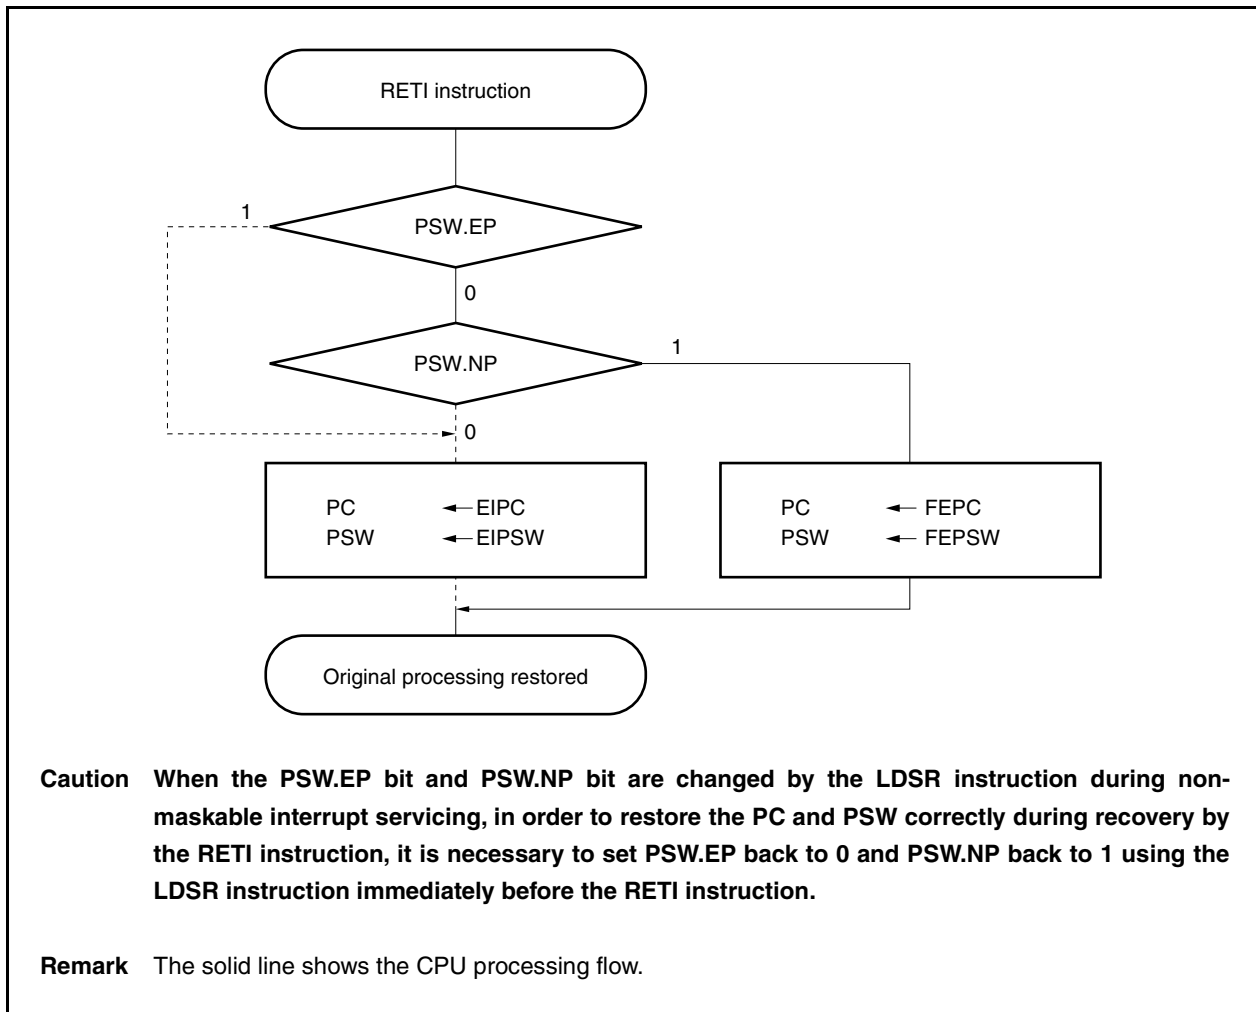 RETI instruction
1
PSW.EP
0
PSW.NP
1
0
PC ← EIPC
PSW ← EIPSW
PC ← FEPC
PSW ← FEPSW
Original processing restored
Caution When the PSW.EP bit and PSW.NP bit are changed by the LDSR instruction during non-
maskable interrupt servicing, in order to restore the PC and PSW correctly during recovery by
the RETI instruction, it is necessary to set PSW.EP back to 0 and PSW.NP back to 1 using the
LDSR instruction immediately before the RETI instruction.
Remark The solid line shows the CPU processing flow.